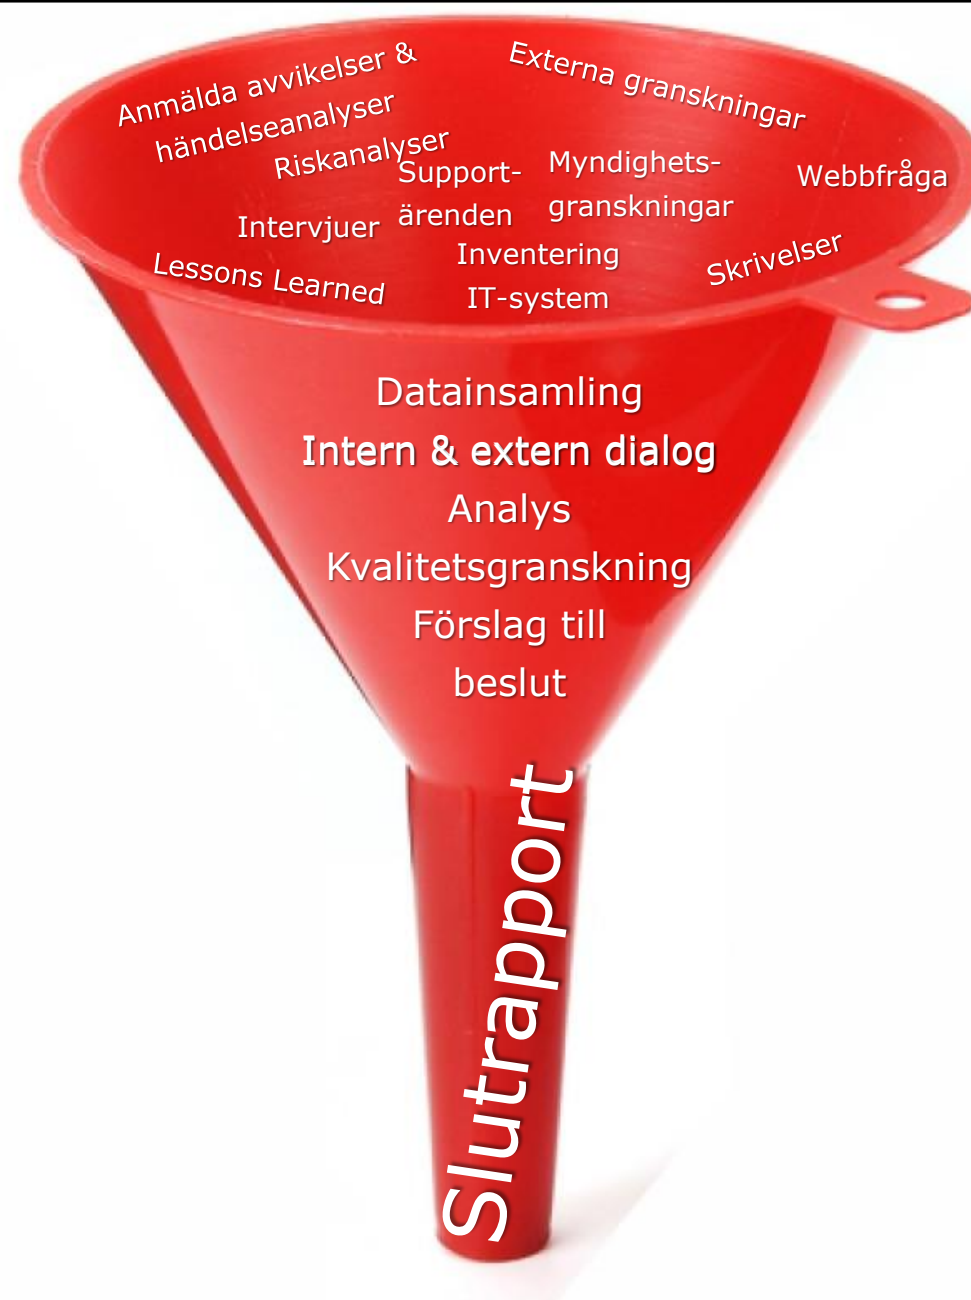 Anmälda avvikelser &
händelseanalyser
Externa granskningar
Riskanalyser
Support-
ärenden
Myndighets-
granskningar
Webbfråga
Intervjuer
Inventering
IT-system
Skrivelser
Lessons Learned
Datainsamling
Intern & extern dialog
Analys
Kvalitetsgranskning
Förslag till
beslut
Slutrapport